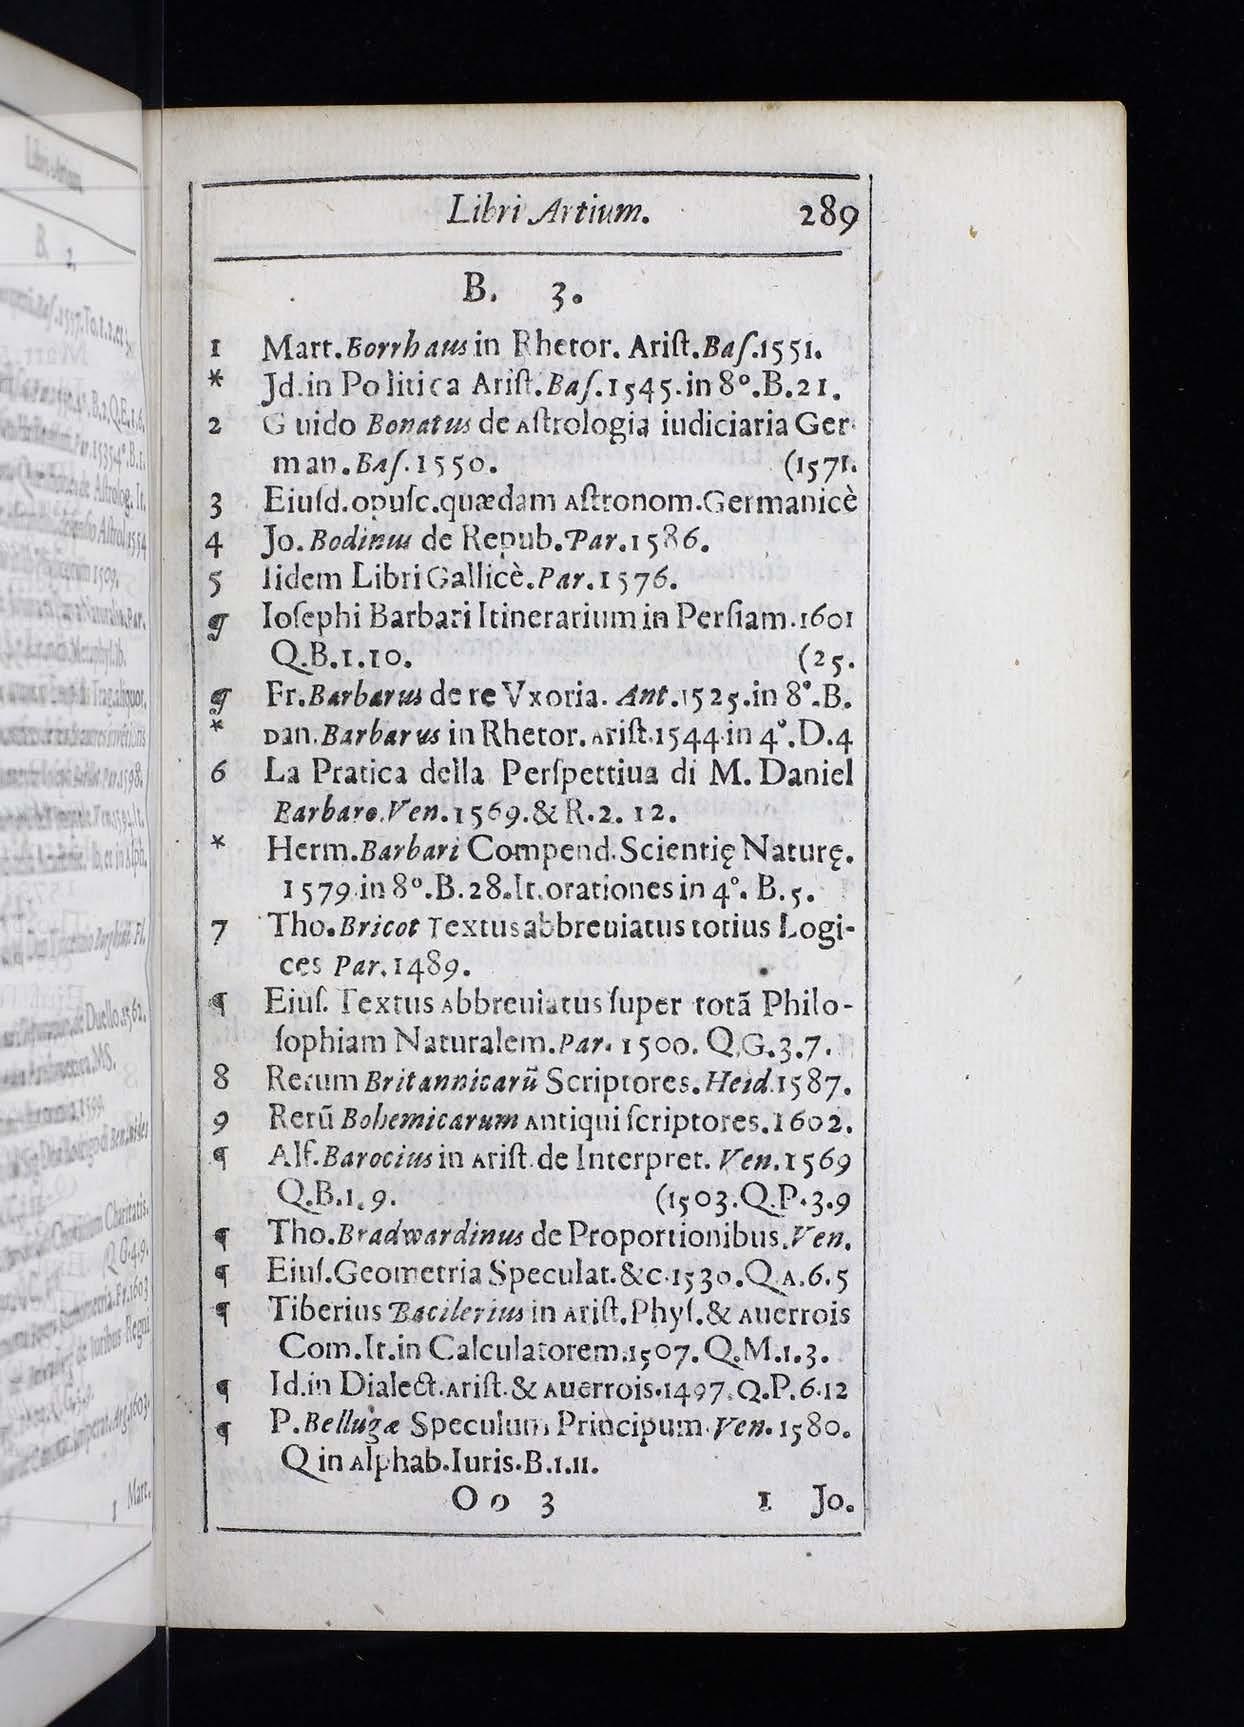 Libri Artium. 289
B. 3.
1 Mart. Borrhaus in Rhetor. Arist. Bas. 1551.
* Jd. in Politica Arist. Bas. 1545. in 8°. B. 21.
2 Guido Bonatus de Astrologia iudiciaria Ger-
man. Bas. 1550. (1571.
3 Eiusd. opusc. quædam Astronom. Germanicè
4 Jo. Bodinus de Repub. Par. 1586.
5 Iidem Libri Gallicè. Par. 1576.
¶ Iosephi Barbari Itinerarium in Persiam. 1601
Q. B. 1. 10. (25.
¶ Fr. Barbarus de re Vxoria. Ant. 1525. in 8°. B.
* Dan. Barbarus in Rhetor. Arist. 1544 in 4°. D. 4
6 La Pratica della Perspettiua di M. Daniel
Barbaro. Ven. 1569. & R. 2. 12.
* Herm. Barbari Compend. Scientię Naturę.
1579 in 8°. B. 28. It. orationes in 4°. B. 5.
7 Tho. Bricot Textus abbreuiatus totius Logi-
ces Par. 1489.
¶ Eius. Textus Abbreuiatus super totã Philo-
sophiam Naturalem. Par. 1500. Q. G. 3. 7.
8 Rerum Britannicarũ Scriptores. Heid. 1587.
9 Rerũ Bohemicarum Antiqui scriptores. 1602.
¶ Alf. Barocius in Arist. de Interpret. Ven. 1569
Q. B. 1. 9. (1503. Q. P. 3. 9
¶ Tho. Bradwardinus de Proportionibus. Ven.
¶ Eius. Geometria Speculat. &c. 1530. Q. A. 6. 5
¶ Tiberius Bacilerius in Arist. Phys. & Auerrois
Com. It. in Calculatorem. 1507. Q. M. 1. 3.
¶ Id. in Dialect. Arist. & Auerrois. 1497. Q. P. 6. 12
¶ P. Bellugæ Speculum Principum. Ven. 1580.
Q in Alphab. Iuris. B. 1. 11.
Oo 3 1 Jo.